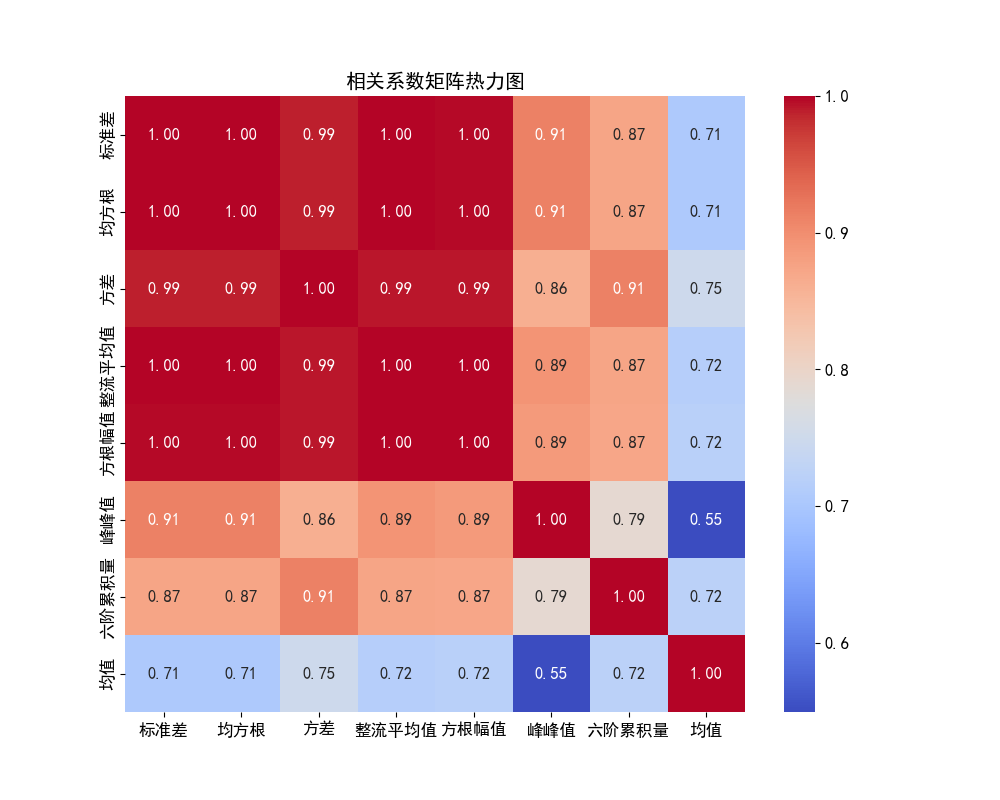 相关系数矩阵热力图
标准差 1.00 1.00 0.99 1.00 1.00 0.91 0.87 0.71
均方根 1.00 1.00 0.99 1.00 1.00 0.91 0.87 0.71
方差 0.99 0.99 1.00 0.99 0.99 0.86 0.91 0.75
整流平均值 1.00 1.00 0.99 1.00 1.00 0.89 0.87 0.72
方根幅值 1.00 1.00 0.99 1.00 1.00 0.89 0.87 0.72
峰峰值 0.91 0.91 0.86 0.89 0.89 1.00 0.79 0.55
六阶累积量 0.87 0.87 0.91 0.87 0.87 0.79 1.00 0.72
均值 0.71 0.71 0.75 0.72 0.72 0.55 0.72 1.00
标准差 均方根 方差 整流平均值 方根幅值 峰峰值 六阶累积量 均值
1.0
0.9
0.8
0.7
0.6